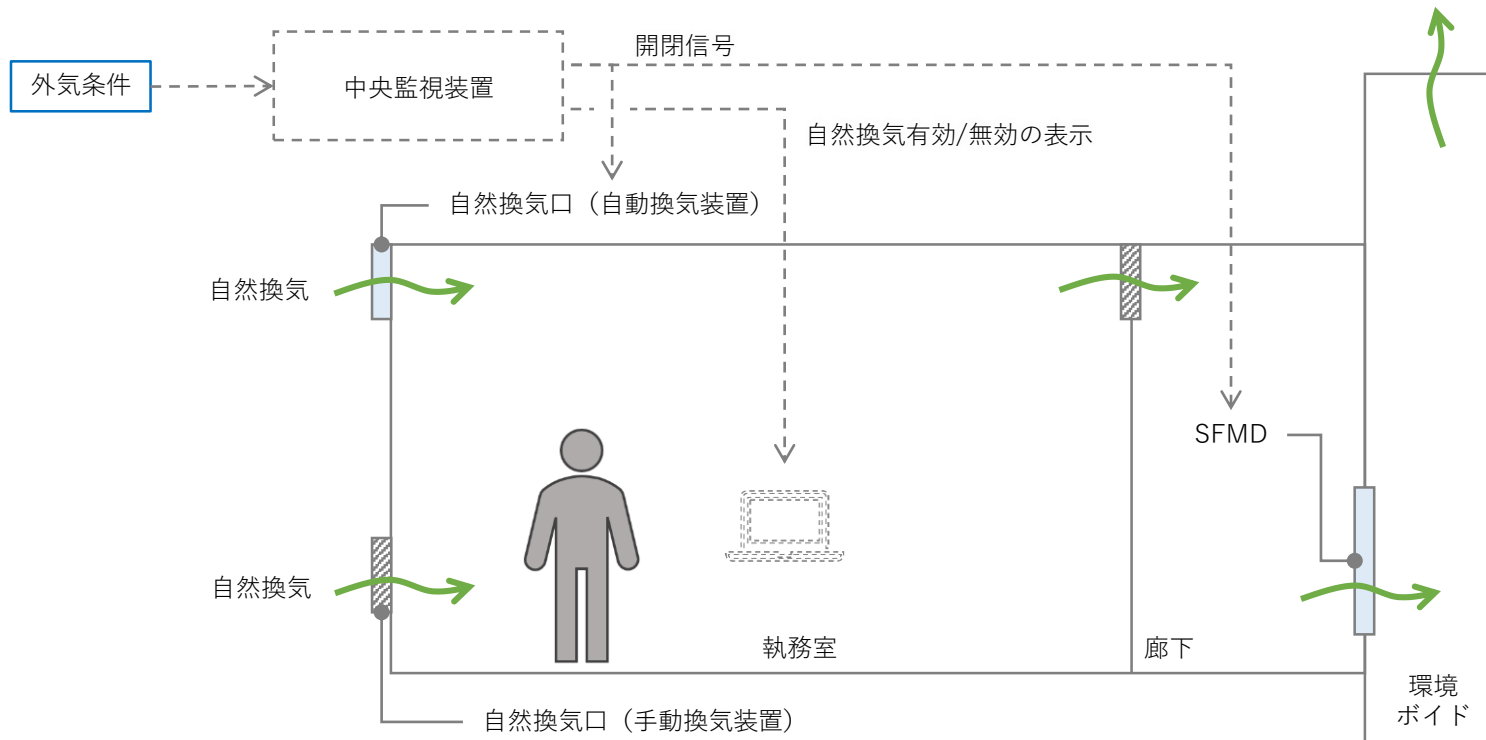 開閉信号
外気条件
中央監視装置
自然換気有効/無効の表示
自然換気口（自動換気装置）
自然換気
SFMD
自然換気
執務室
廊下
環境
ボイド
自然換気口（手動換気装置）